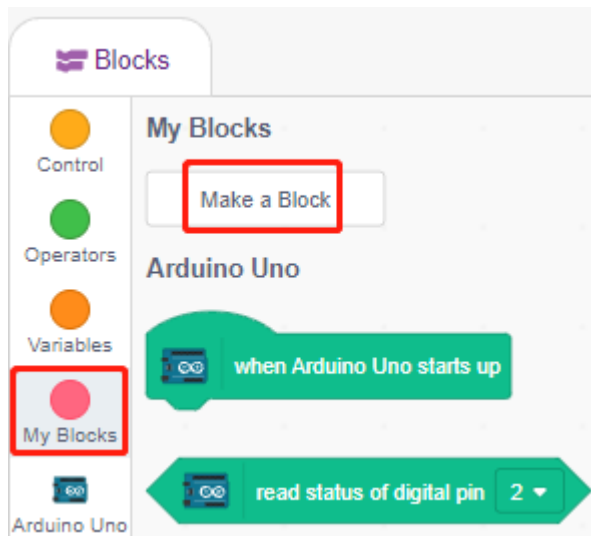 Blocks
Control
Operators
Variables
My Blocks
Arduino Uno
My Blocks
Make a Block
Arduino Uno
when Arduino Uno starts up
read status of digital pin 2